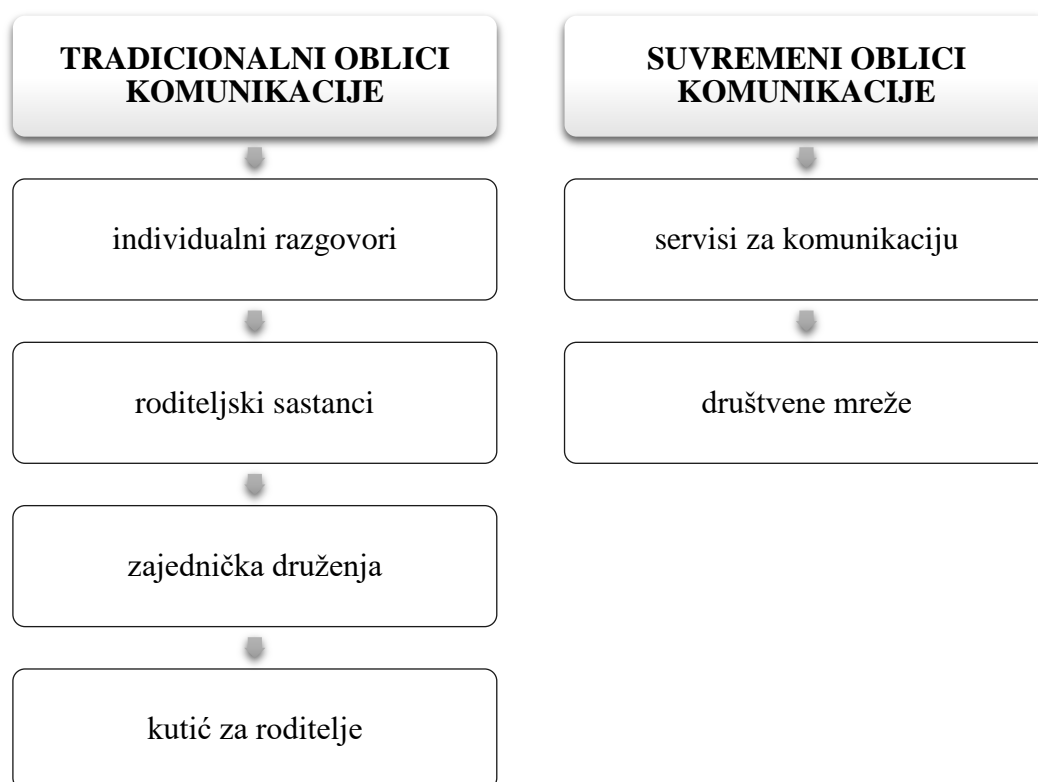 TRADICIONALNI OBLICI
KOMUNIKACIJE
individualni razgovori
roditeljski sastanci
zajednička druženja
kutić za roditelje
SUVREMENI OBLICI
KOMUNIKACIJE
servisi za komunikaciju
društvene mreže